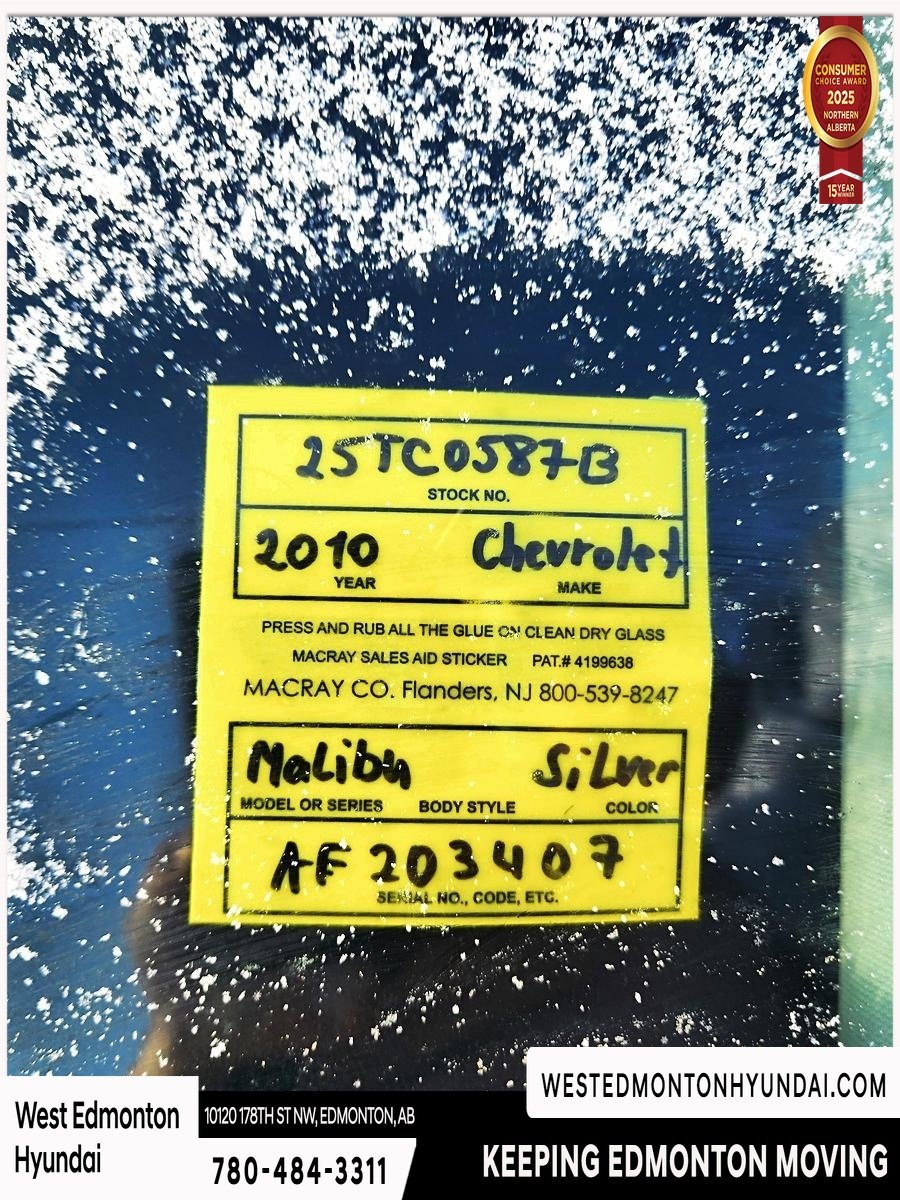 CONSUMER
CHOICE AWARD
2025
NORTHERN
ALBERTA
15 YEAR
WINNER
25TC0587B
STOCK NO.
2010 Chevrolet
YEAR MAKE
PRESS AND RUB ALL THE GLUE ON CLEAN DRY GLASS
MACRAY SALES AID STICKER PAT.# 4199638
MACRAY CO. Flanders, NJ 800-539-8247
Malibu Silver
MODEL OR SERIES BODY STYLE COLOR
AF203407
SERIAL NO., CODE, ETC.
WESTEDMONTONHYUNDAI.COM
West Edmonton
Hyundai
10120 178TH ST NW, EDMONTON, AB
780-484-3311
KEEPING EDMONTON MOVING